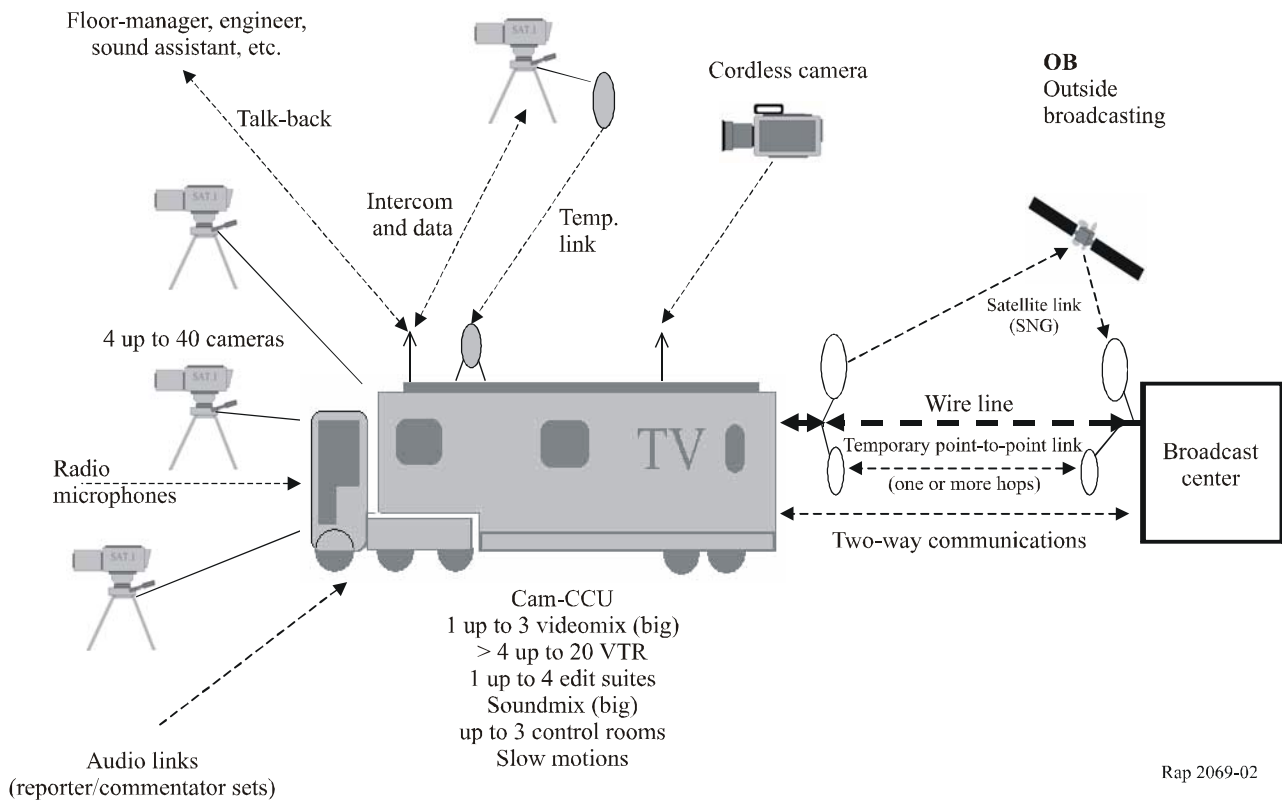 Floor-manager, engineer,
sound assistant, etc.
SAT.1
Cordless camera
OB
Outside
broadcasting
Talk-back
SAT.1
Intercom
and data
Temp.
link
Satellite link
(SNG)
4 up to 40 cameras
SAT.1
TV
Wire line
Temporary point-to-point link
(one or more hops)
Broadcast
center
Radio
microphones
Two-way communications
SAT.1
Cam-CCU
1 up to 3 videomix (big)
> 4 up to 20 VTR
1 up to 4 edit suites
Soundmix (big)
up to 3 control rooms
Slow motions
Audio links
(reporter/commentator sets)
Rap 2069-02